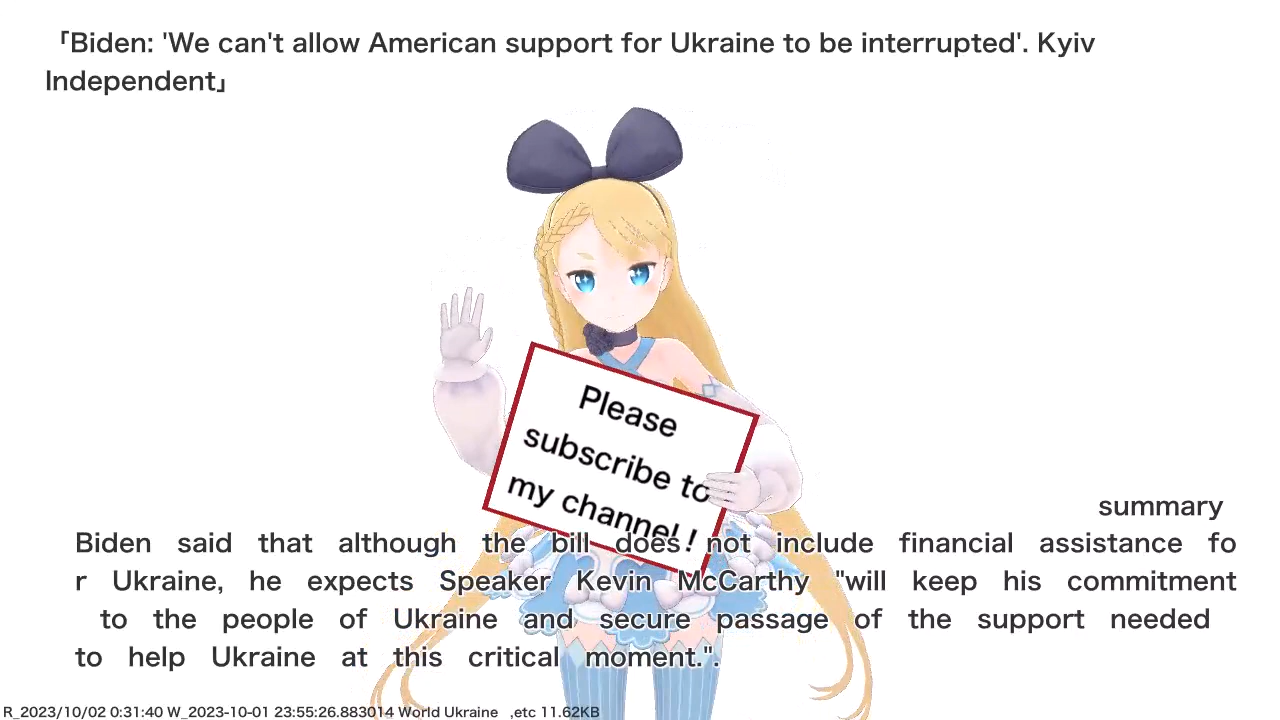 「Biden: 'We can't allow American support for Ukraine to be interrupted'. Kyiv
Independent」
Please
subscribe to
my channel !
summary
Biden said that although the bill does not include financial assistance fo
r Ukraine, he expects Speaker Kevin McCarthy "will keep his commitment
to the people of Ukraine and secure passage of the support needed
to help Ukraine at this critical moment.".
R_2023/10/02 0:31:40 W_2023-10-01 23:55:26.883014 World Ukraine ,etc 11.62KB